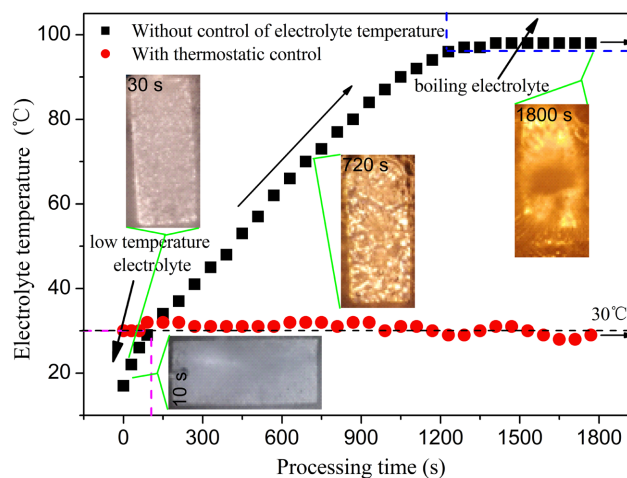 Without control of electrolyte temperature
With thermostatic control
30 s
boiling electrolyte
1800 s
720 s
low temperature
electrolyte
30℃
10 s
100
80
60
40
20
Electrolyte temperature (℃)
0
300
600
900
1200
1500
1800
Processing time (s)